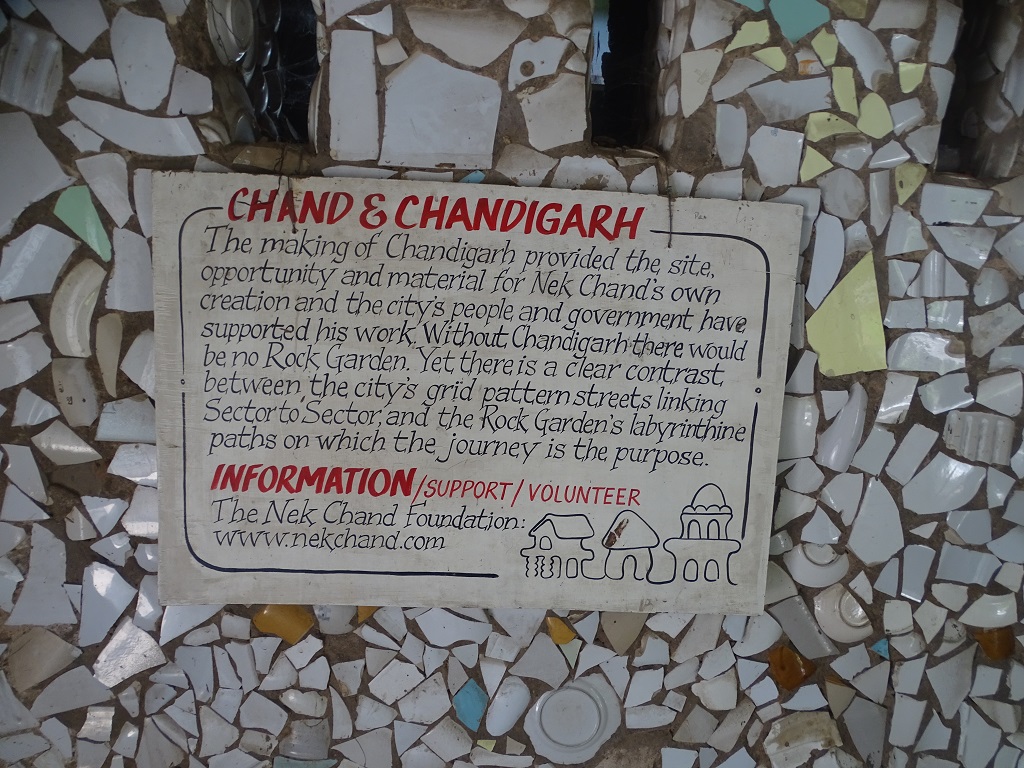 CHAND & CHANDIGARH
The making of Chandigarh provided the site,
opportunity and material for Nek Chand's own
creation and the city's people and government have
supported his work. Without Chandigarh there would
be no Rock Garden. Yet there is a clear contrast
between the city's grid pattern streets linking
Sector to Sector, and the Rock Garden's labyrinthine
paths on which the journey is the purpose.
INFORMATION/SUPPORT/VOLUNTEER
The Nek Chand Foundation:
www.nekchand.com